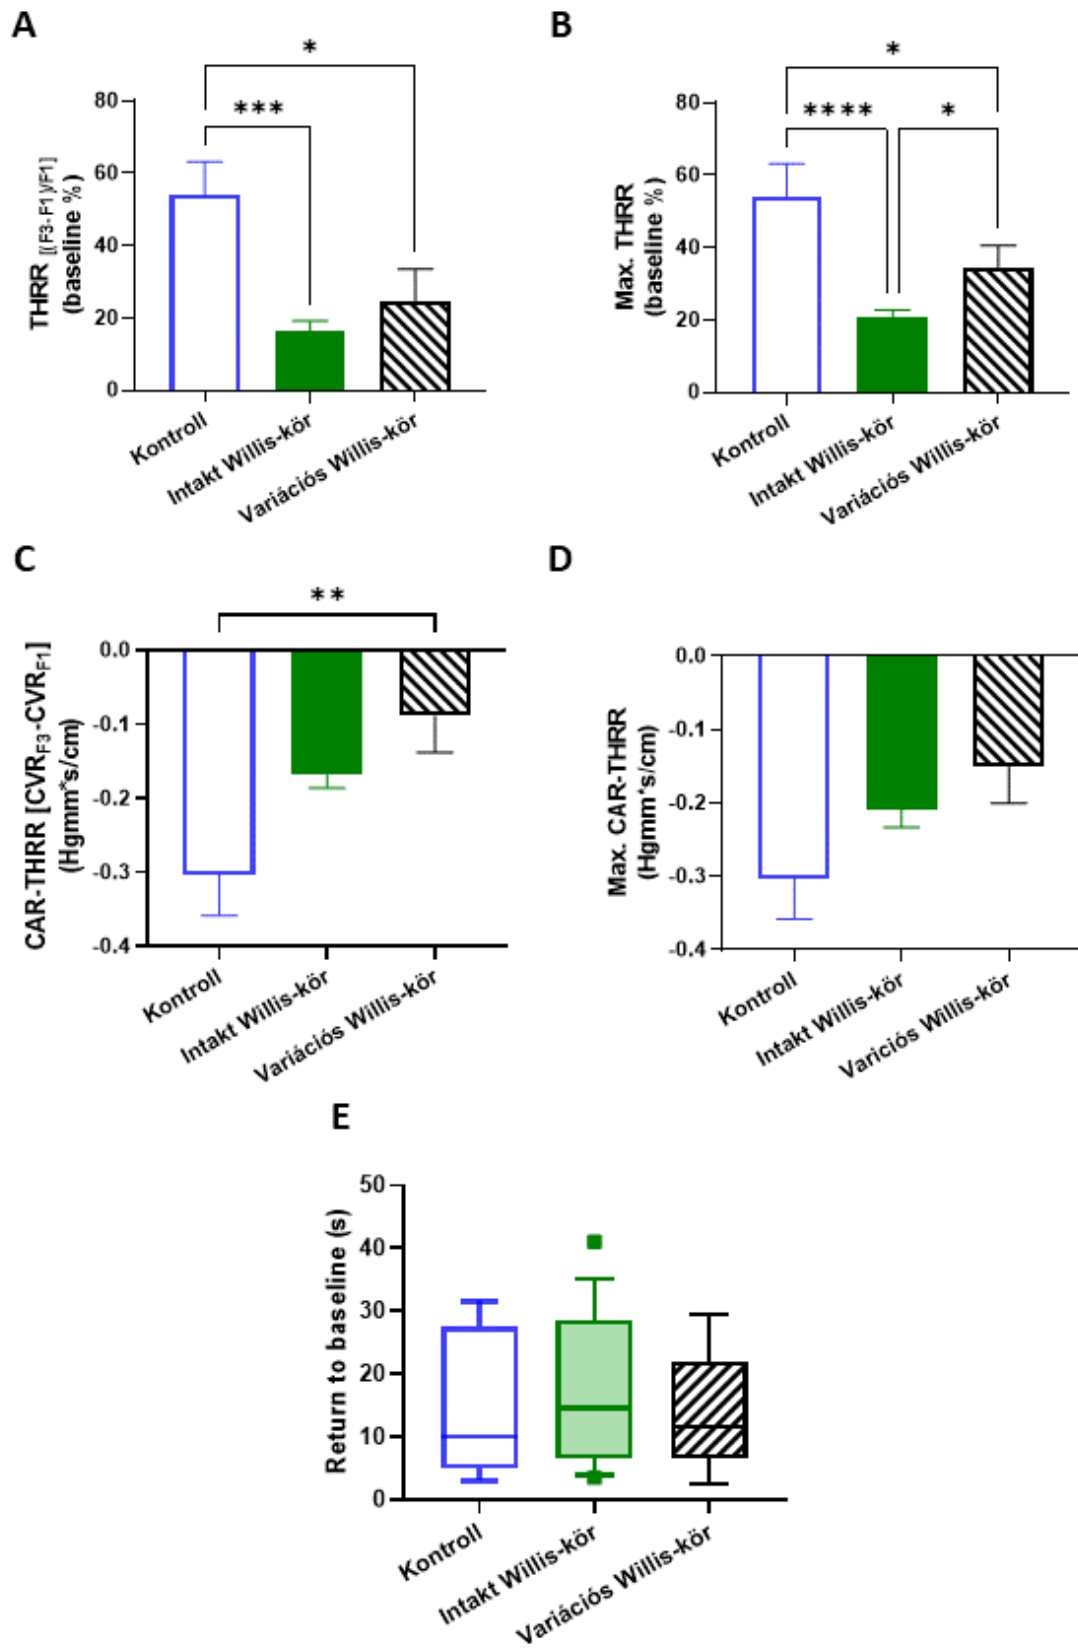 A
*
***
80
60
40
20
0
THRR [(F3-F1)/F1]
(baseline %)
Kontroll
Intakt Willis-kör
Variációs Willis-kör
B
*
****
*
80
60
40
20
0
Max. THRR
(baseline %)
Kontroll
Intakt Willis-kör
Variációs Willis-kör
C
**
0.0
-0.1
-0.2
-0.3
-0.4
CAR-THRR [CVRF3-CVRF1]
(Hgmm*s/cm)
Kontroll
Intakt Willis-kör
Variációs Willis-kör
D
0.0
-0.1
-0.2
-0.3
-0.4
Max. CAR-THRR
(Hgmm*s/cm)
Kontroll
Intakt Willis-kör
Variciós Willis-kör
E
50
40
30
20
10
0
Return to baseline (s)
Kontroll
Intakt Willis-kör
Variációs Willis-kör